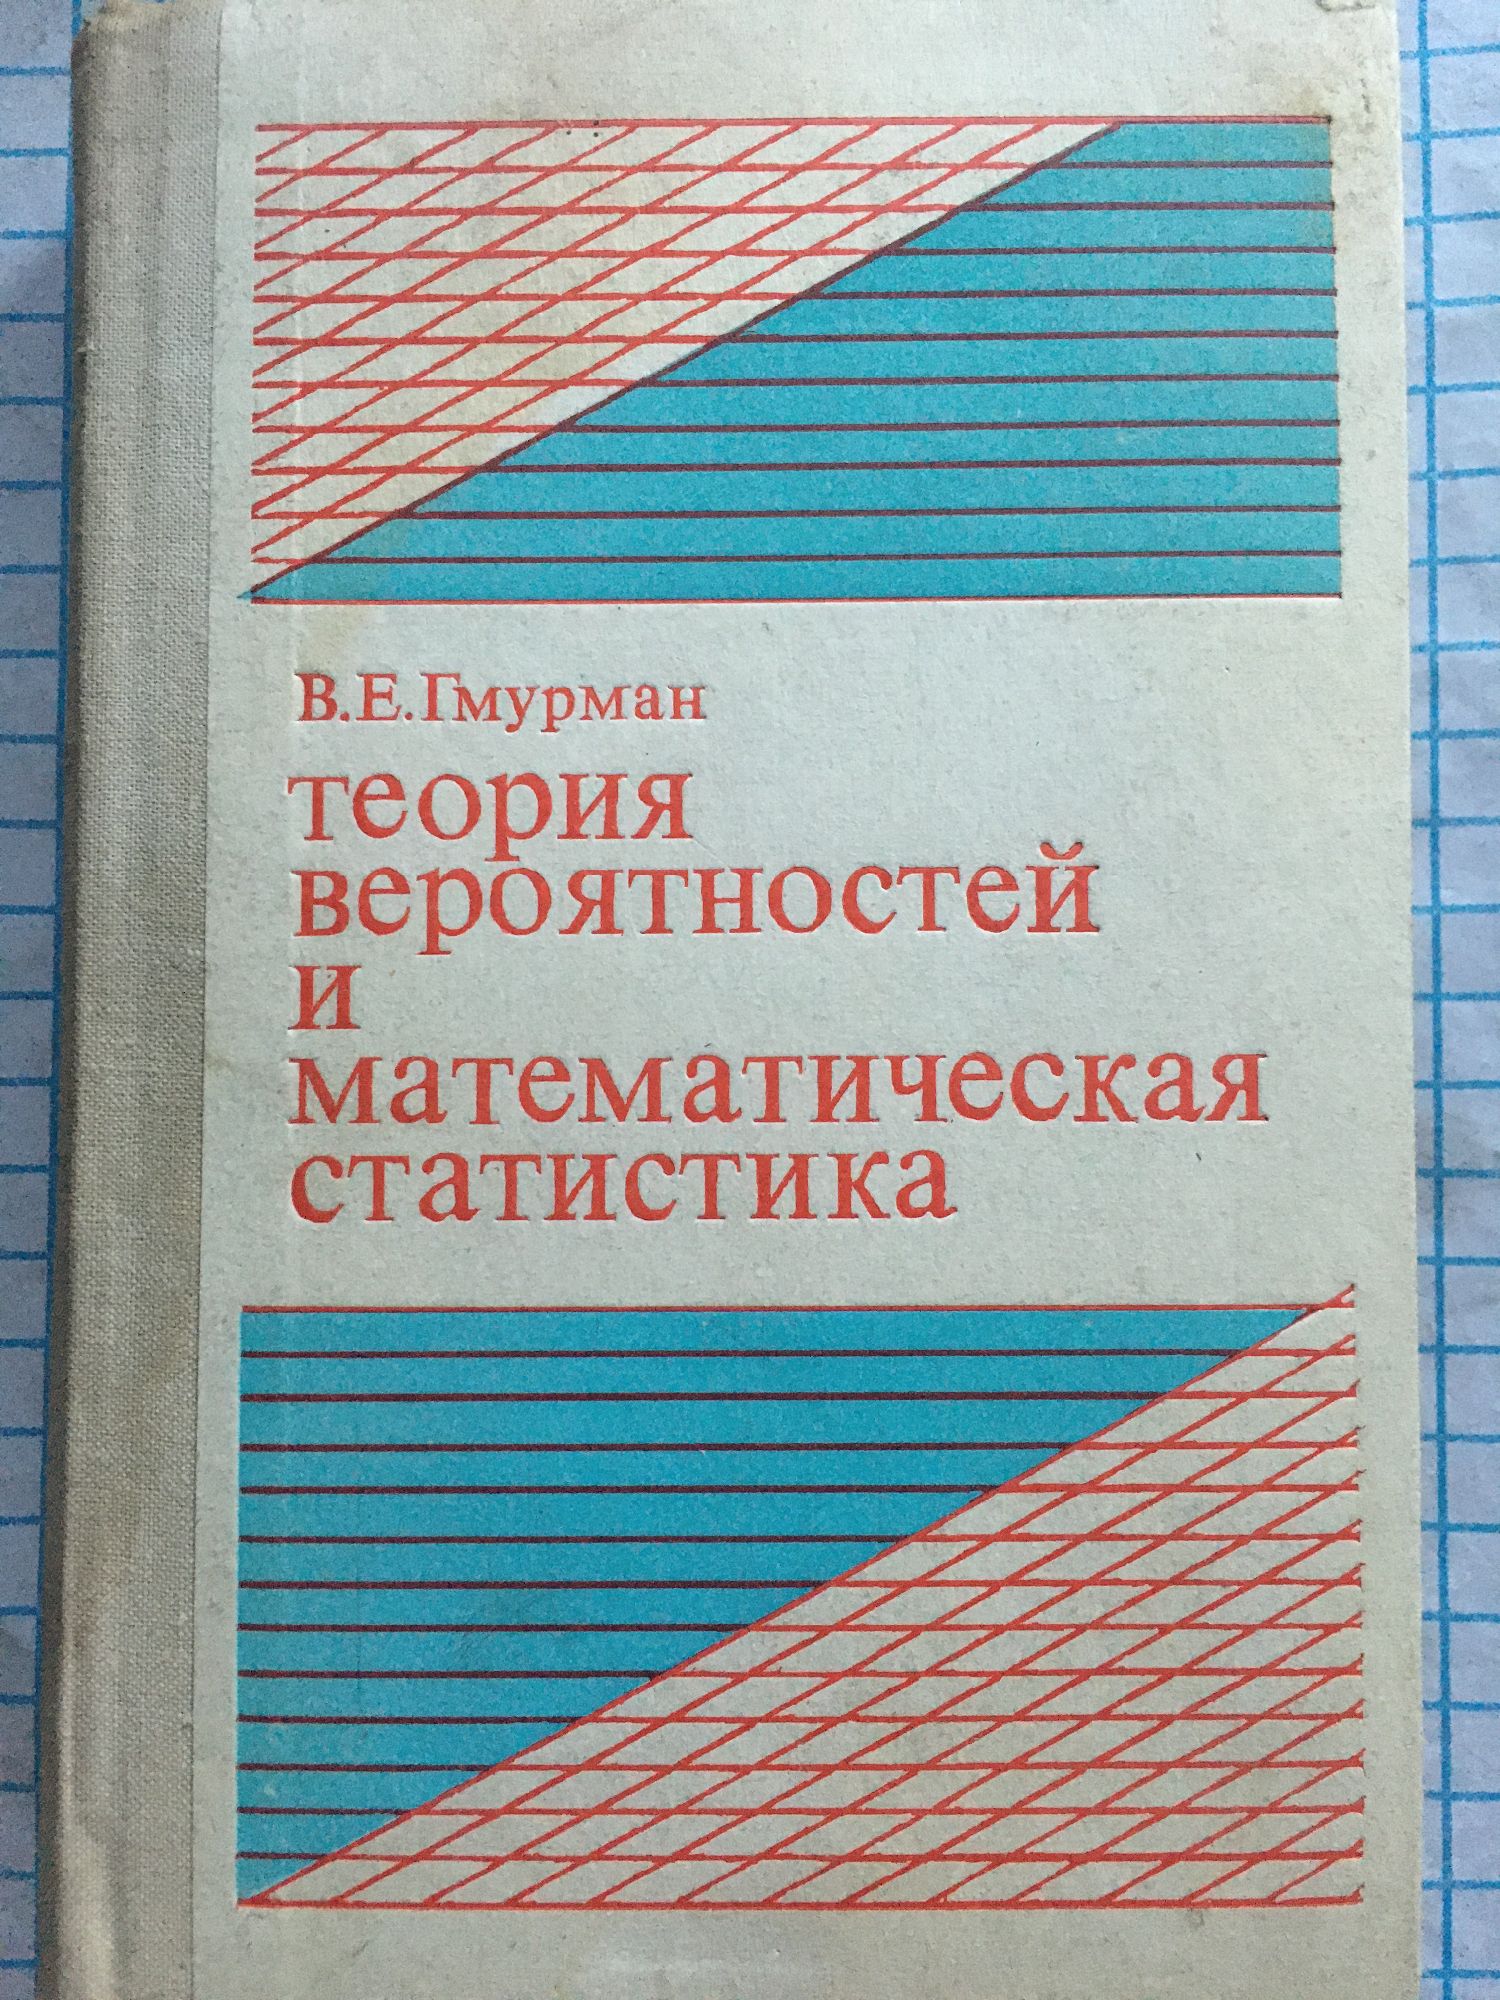 В.Е.Гмурман
теория
вероятностей
и
математическая
статистика